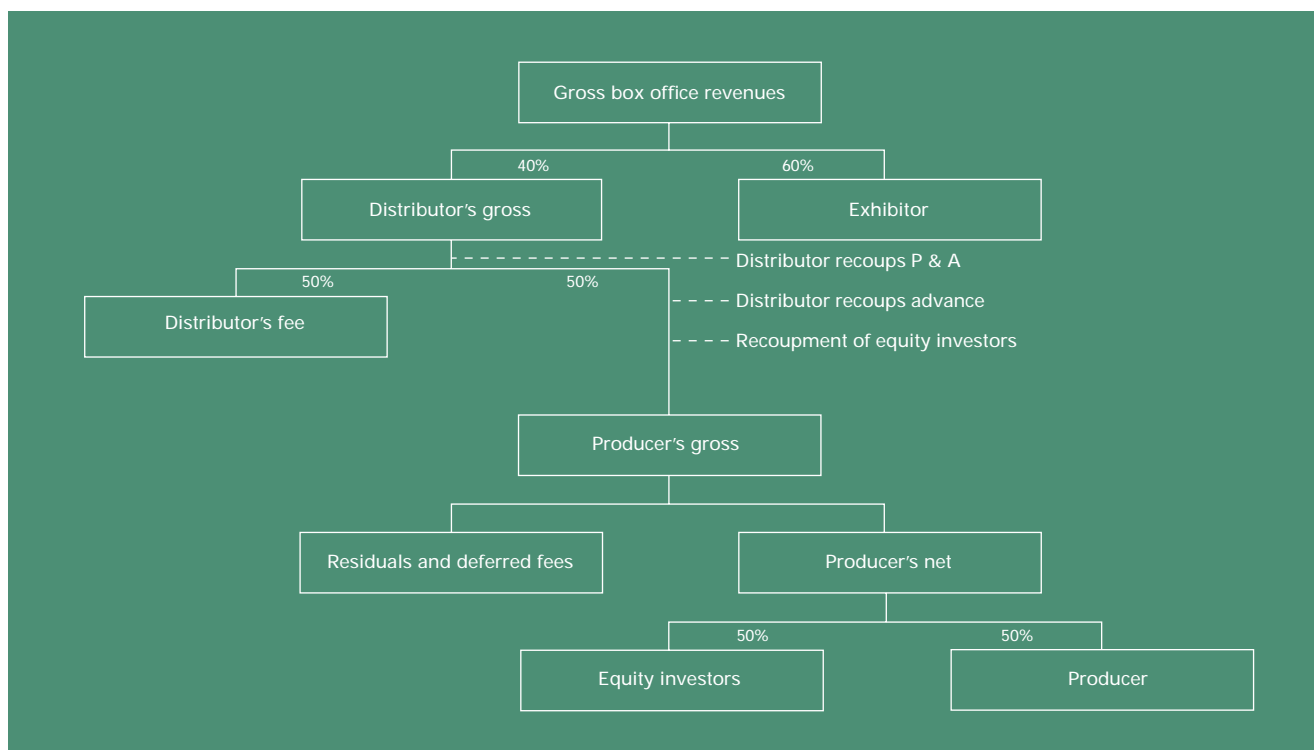 Gross box office revenues
40%
60%
Distributor's gross
Exhibitor
Distributor recoups P & A
50%
50%
Distributor recoups advance
Distributor's fee
Recoupment of equity investors
Producer's gross
Residuals and deferred fees
Producer's net
50%
50%
Equity investors
Producer